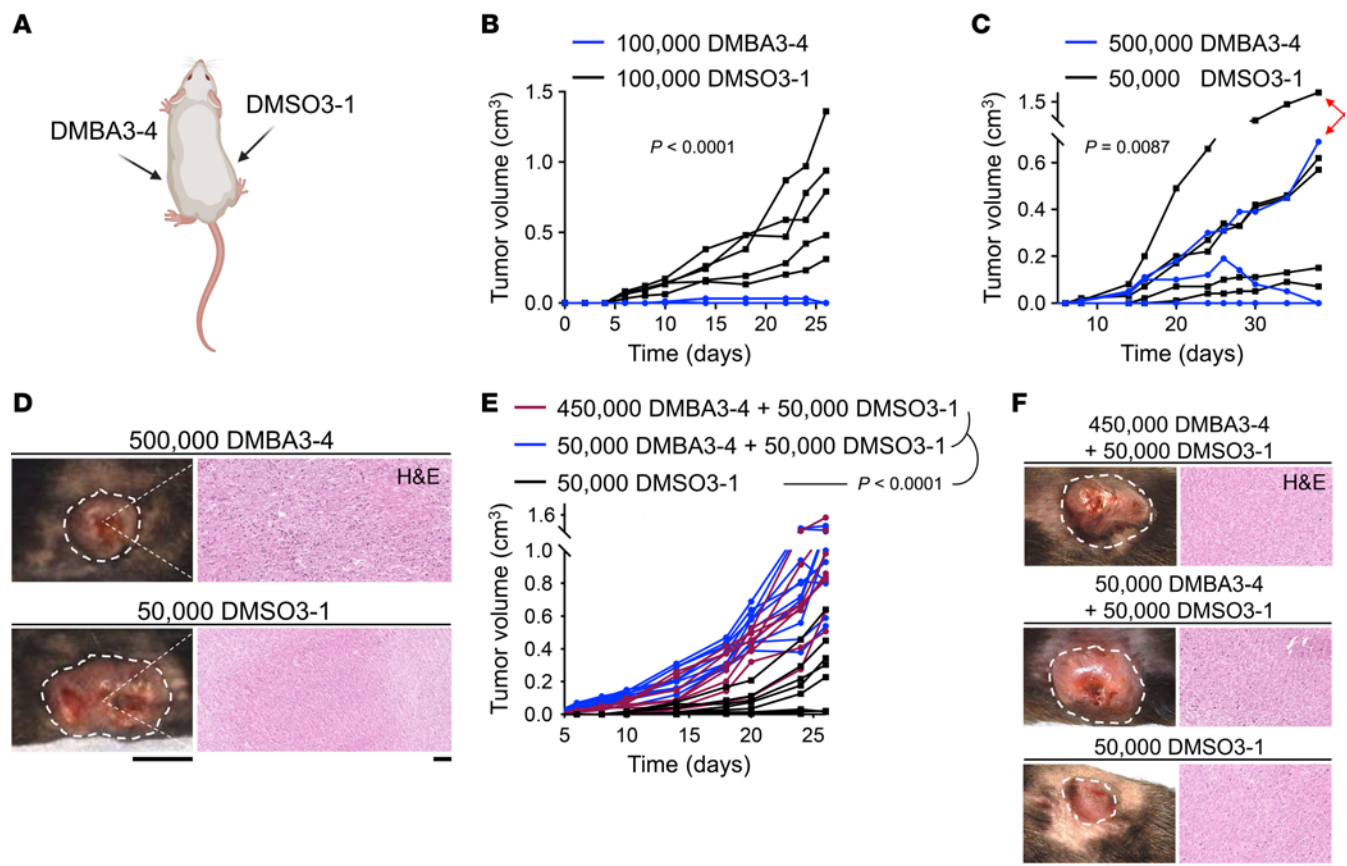 A
DMBA3-4
DMSO3-1
B
100,000 DMBA3-4
100,000 DMSO3-1
Tumor volume (cm³)
1.5
1.0
0.5
0.0
P < 0.0001
0 5 10 15 20 25
Time (days)
C
500,000 DMBA3-4
50,000 DMSO3-1
Tumor volume (cm³)
1.5
0.6
0.4
0.2
0.0
P = 0.0087
10 20 30
Time (days)
D
500,000 DMBA3-4
H&E
50,000 DMSO3-1
E
450,000 DMBA3-4 + 50,000 DMSO3-1
50,000 DMBA3-4 + 50,000 DMSO3-1
50,000 DMSO3-1
P < 0.0001
Tumor volume (cm³)
1.6
1.0
0.8
0.6
0.4
0.2
0.0
5 10 15 20 25
Time (days)
F
450,000 DMBA3-4
+ 50,000 DMSO3-1
H&E
50,000 DMBA3-4
+ 50,000 DMSO3-1
50,000 DMSO3-1